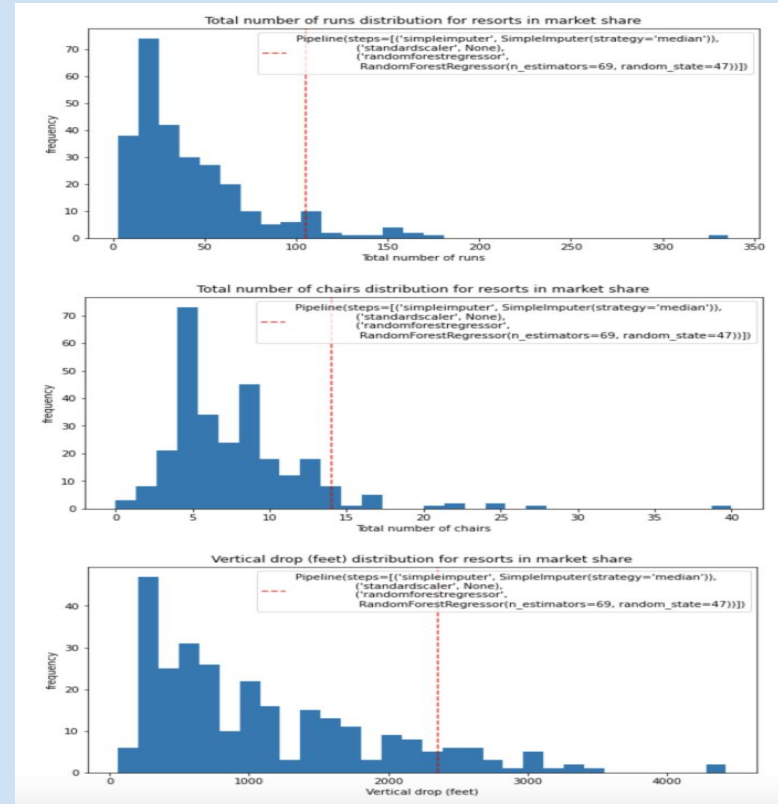 Total number of runs distribution for resorts in market share
Pipeline(steps=[('simpleimputer', SimpleImputer(strategy='median')),
('standardscaler', None),
('randomforestregressor',
RandomForestRegressor(n_estimators=69, random_state=47))])
70
60
50
40
30
20
10
0
frequency
0 50 100 150 200 250 300 350
Total number of runs
Total number of chairs distribution for resorts in market share
Pipeline(steps=[('simpleimputer', SimpleImputer(strategy='median')),
('standardscaler', None),
('randomforestregressor',
RandomForestRegressor(n_estimators=69, random_state=47))])
70
60
50
40
30
20
10
0
frequency
0 5 10 15 20 25 30 35 40
Total number of chairs
Vertical drop (feet) distribution for resorts in market share
Pipeline(steps=[('simpleimputer', SimpleImputer(strategy='median')),
('standardscaler', None),
('randomforestregressor',
RandomForestRegressor(n_estimators=69, random_state=47))])
40
30
20
10
0
frequency
0 1000 2000 3000 4000
Vertical drop (feet)